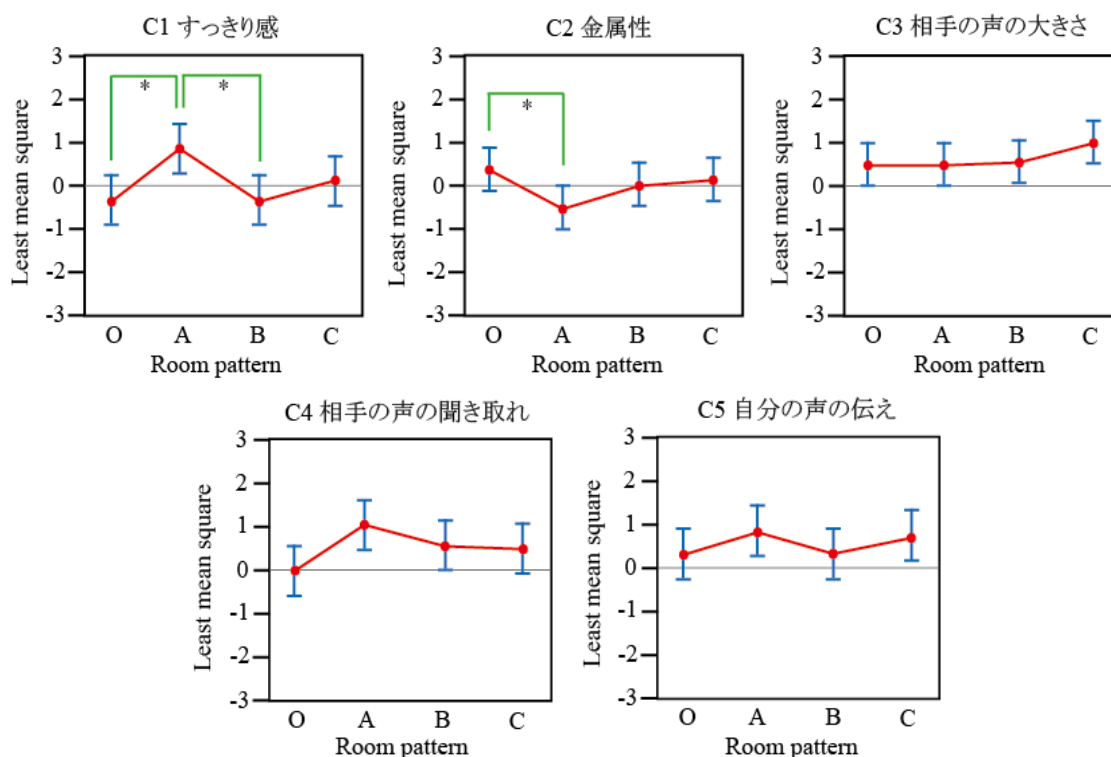 C1 すっきり感
3
2
1
0
-1
-2
-3
Least mean square
*
*
O A B C
Room pattern
C2 金属性
3
2
1
0
-1
-2
-3
Least mean square
*
O A B C
Room pattern
C3 相手の声の大きさ
3
2
1
0
-1
-2
-3
Least mean square
O A B C
Room pattern
C4 相手の声の聞き取れ
3
2
1
0
-1
-2
-3
Least mean square
O A B C
Room pattern
C5 自分の声の伝え
3
2
1
0
-1
-2
-3
Least mean square
O A B C
Room pattern